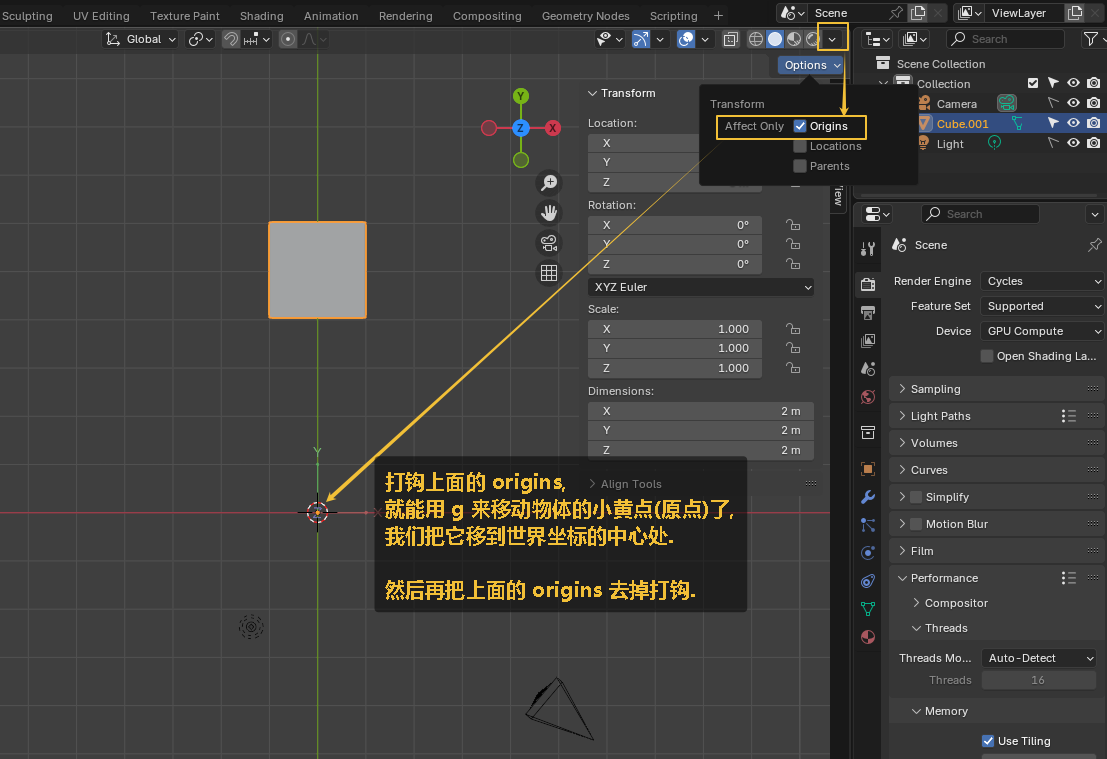 Sculpting UV Editing Texture Paint Shading Animation Rendering Compositing Geometry Nodes Scripting + Scene ViewLayer
Global
Search
Options
Scene Collection
Collection
Camera
Cube.001
Light
Transform
Affect Only Origins
Locations
Parents
Y
Z
X
Transform
Location:
X
Y
Z
View
Rotation:
X 0°
Y 0°
Z 0°
XYZ Euler
Scale:
X 1.000
Y 1.000
Z 1.000
Dimensions:
X 2 m
Y 2 m
Z 2 m
Align Tools
Y
X
打钩上面的 origins,
就能用 g 来移动物体的小黄点(原点)了,
我们把它移到世界坐标的中心处.
然后再把上面的 origins 去掉打钩.
Search
Scene
Render Engine Cycles
Feature Set Supported
Device GPU Compute
Open Shading La...
Sampling
Light Paths
Volumes
Curves
Simplify
Motion Blur
Film
Performance
Compositor
Threads
Threads Mo... Auto-Detect
Threads 16
Memory
Use Tiling